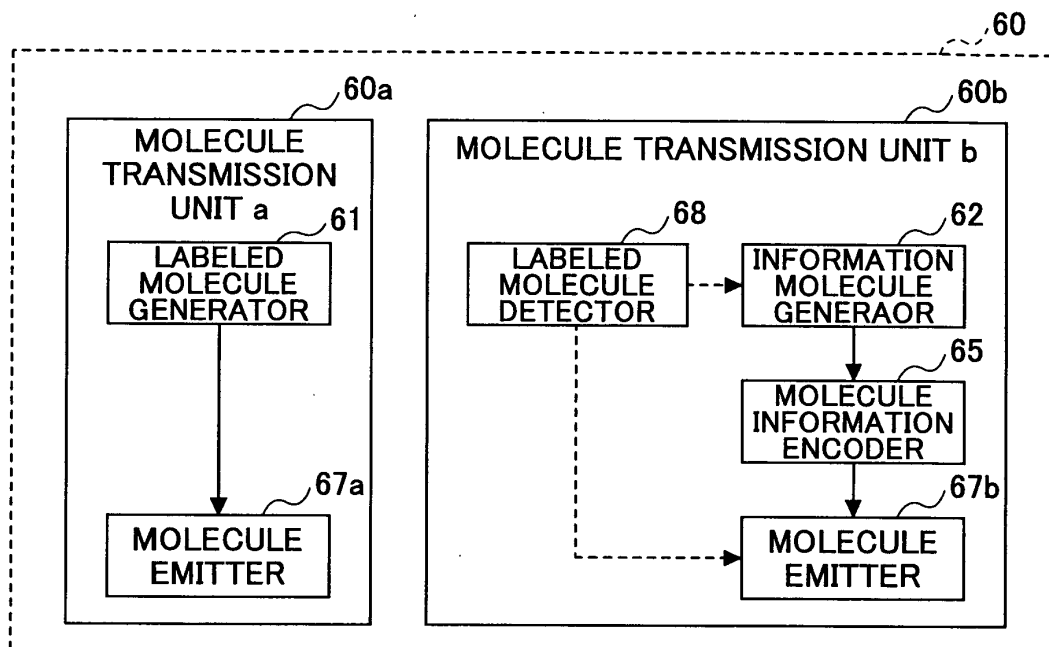 60
60a
MOLECULE
TRANSMISSION
UNIT a
61
LABELED
MOLECULE
GENERATOR
67a
MOLECULE
EMITTER
60b
MOLECULE TRANSMISSION UNIT b
68
LABELED
MOLECULE
DETECTOR
62
INFORMATION
MOLECULE
GENERAOR
65
MOLECULE
INFORMATION
ENCODER
67b
MOLECULE
EMITTER